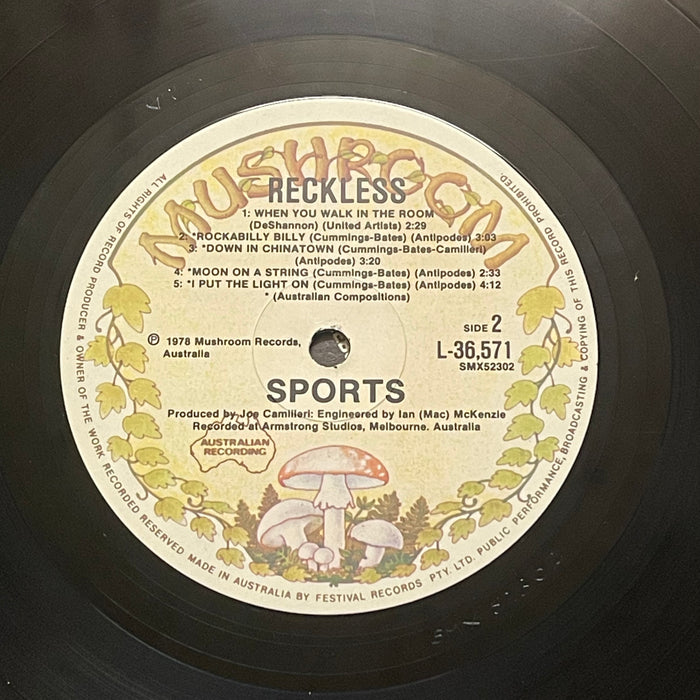 MUSHROOM
RECKLESS
1: WHEN YOU WALK IN THE ROOM
(DeShannon) (United Artists) 2:29
2: *ROCKABILLY BILLY (Cummings-Bates) (Antipodes) 3:03
3: *DOWN IN CHINATOWN (Cummings-Bates-Camilleri)
(Antipodes) 3:20
4: *MOON ON A STRING (Cummings-Bates) (Antipodes) 2:33
5: *I PUT THE LIGHT ON (Cummings-Bates) (Antipodes) 4:12
* (Australian Compositions)
Ⓟ 1978 Mushroom Records,
Australia
SIDE 2
L-36,571
SMX52302
SPORTS
Produced by Joe Camilleri: Engineered by Ian (Mac) McKenzie
Recorded at Armstrong Studios, Melbourne. Australia
AUSTRALIAN
RECORDING
ALL RIGHTS OF RECORD PRODUCER & OWNER OF THE WORK RECORDED RESERVED MADE IN AUSTRALIA BY FESTIVAL RECORDS PTY. LTD. PUBLIC PERFORMANCE, BROADCASTING & COPYING OF THIS RECORD PROHIBITED.